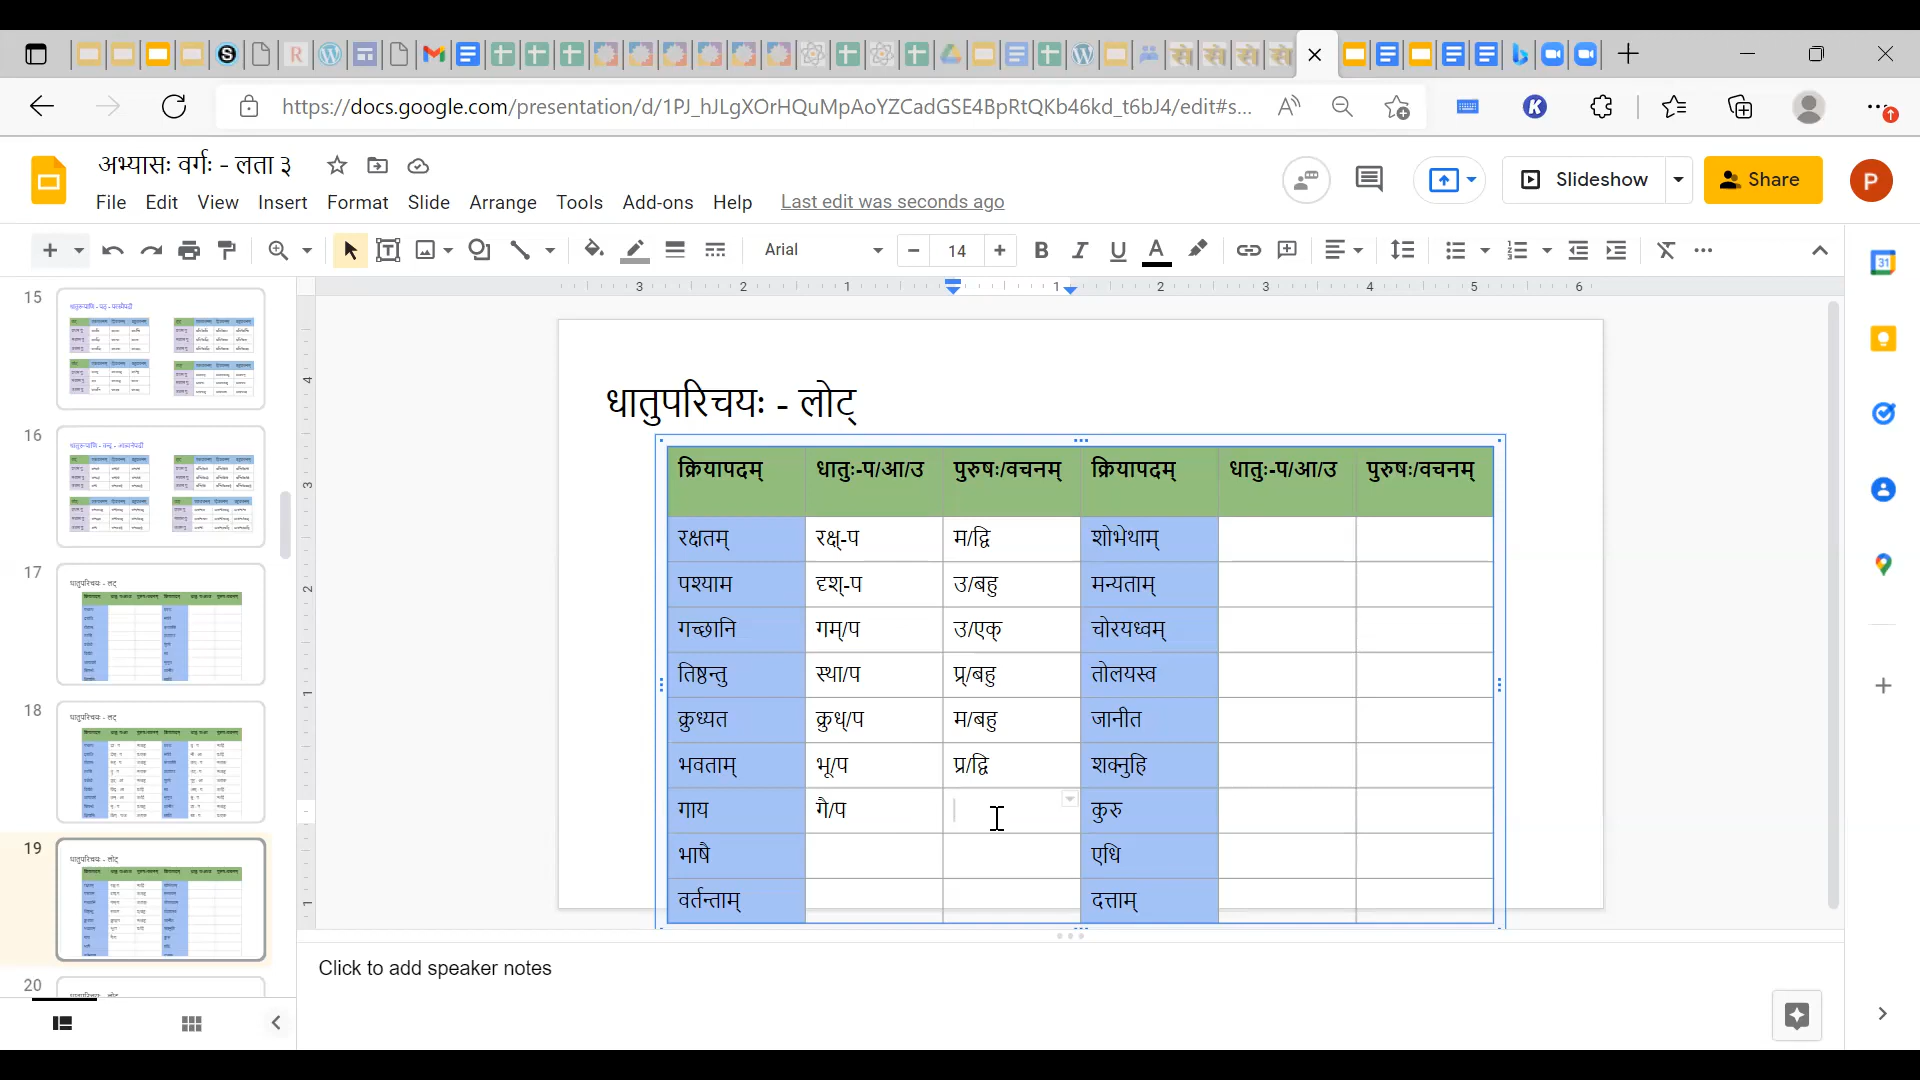 https://docs.google.com/presentation/d/1PJ_hJLgXOrHQuMpAoYZCadGSE4BpRtQKb46kd_t6bJ4/edit#s...
अभ्यासः वर्गः - लता ३
File Edit View Insert Format Slide Arrange Tools Add-ons Help Last edit was seconds ago
Slideshow
Share
P
Arial
14
15
16
17
18
19
20
धातुपरिचयः - लोट्
क्रियापदम् धातुः-प/आ/उ पुरुषः/वचनम् क्रियापदम् धातुः-प/आ/उ पुरुषः/वचनम्
रक्षतम् रक्ष्-प म/द्वि शोभेथाम्
पश्याम दृश्-प उ/बहु मन्यताम्
गच्छानि गम्/प उ/एक् चोरयध्वम्
तिष्ठन्तु स्था/प प्र/बहु तोलयस्व
क्रुध्यत क्रुध्/प म/बहु जानीत
भवताम् भू/प प्र/द्वि शक्नुहि
गाय गै/प कुरु
भाषै एधि
वर्तन्ताम् दत्ताम्
Click to add speaker notes